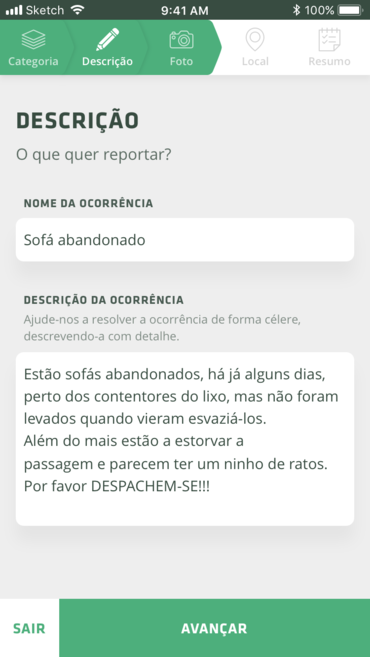 Sketch 9:41 AM 100%
Categoria Descrição Foto Local Resumo
DESCRIÇÃO
O que quer reportar?
NOME DA OCORRÊNCIA
Sofá abandonado
DESCRIÇÃO DA OCORRÊNCIA
Ajude-nos a resolver a ocorrência de forma célere,
descrevendo-a com detalhe.
Estão sofás abandonados, há já alguns dias,
perto dos contentores do lixo, mas não foram
levados quando vieram esvaziá-los.
Além do mais estão a estorvar a
passagem e parecem ter um ninho de ratos.
Por favor DESPACHEM-SE!!!
SAIR AVANÇAR